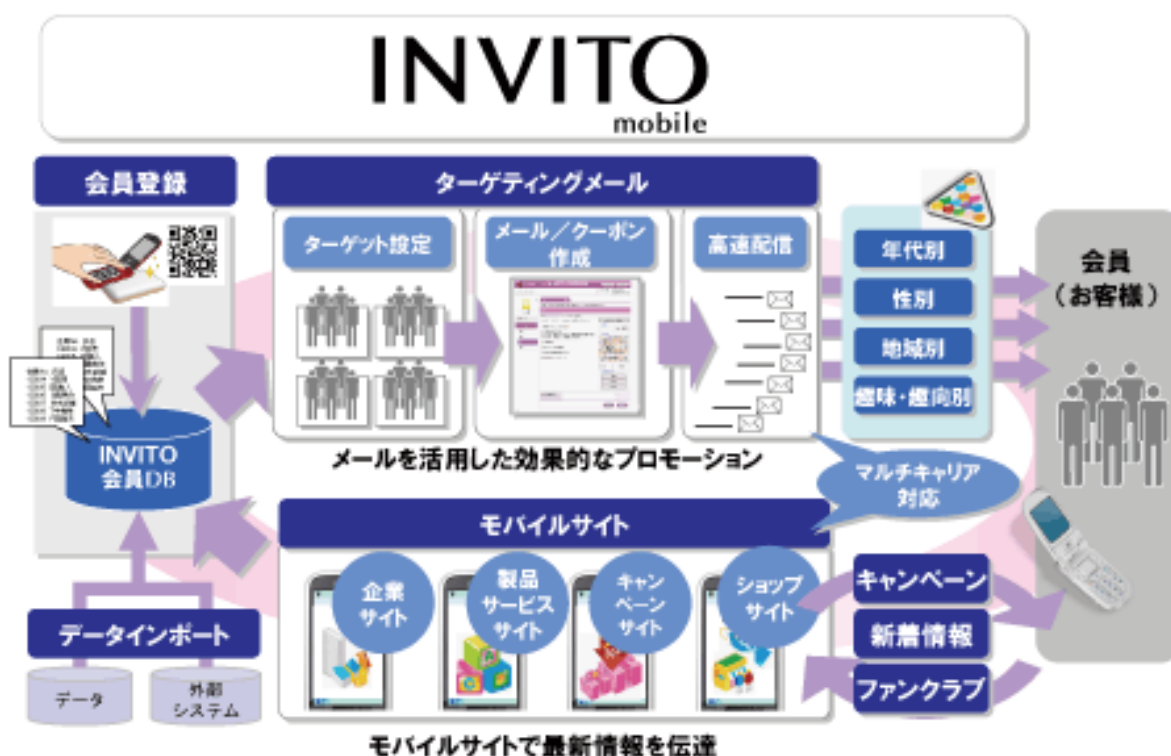 INVITO
mobile
会員登録
ターゲティングメール
ターゲット設定
メール／クーポン
作成
高速配信
年代別
性別
地域別
趣味・趣向別
会員
（お客様）
INVITO
会員DB
メールを活用した効果的なプロモーション
マルチキャリア
対応
モバイルサイト
企業
サイト
製品
サービス
サイト
キャン
ペーン
サイト
ショップ
サイト
キャンペーン
新着情報
ファンクラブ
データインポート
データ
外部
システム
モバイルサイトで最新情報を伝達